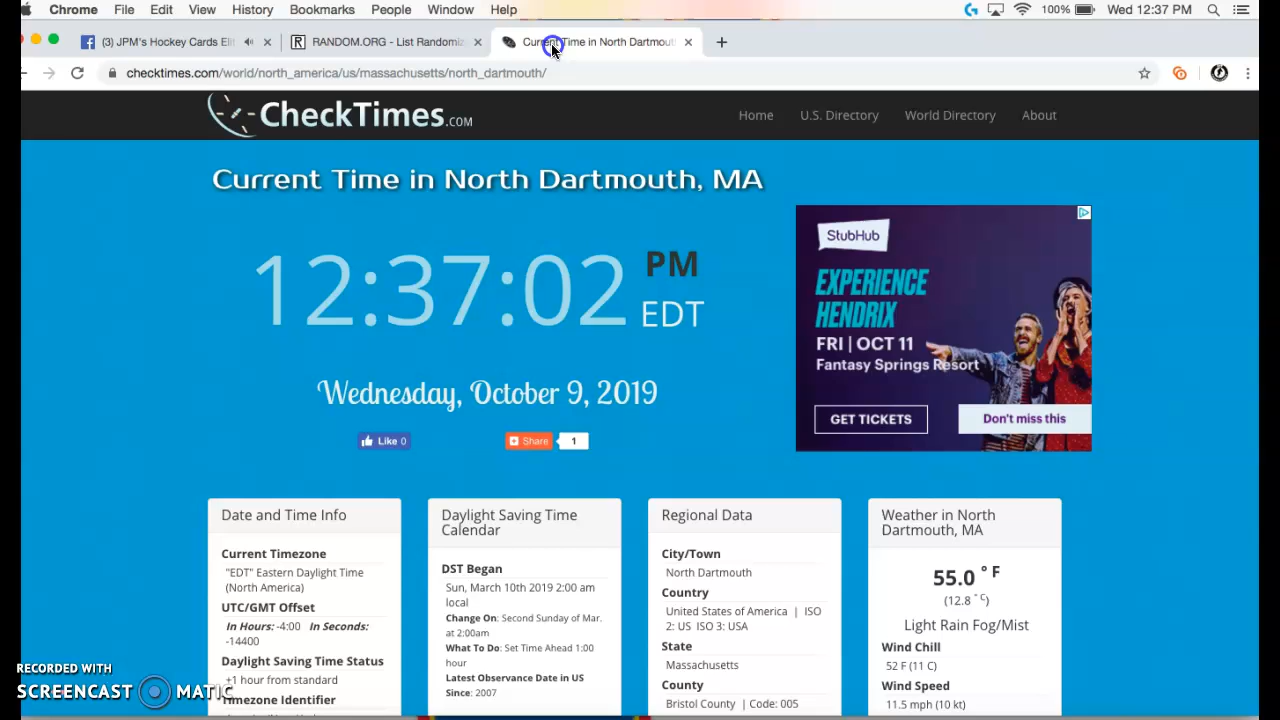 Chrome File Edit View History Bookmarks People Window Help 100% Wed 12:37 PM
(3) JPM's Hockey Cards Eli RANDOM.ORG - List Randomiz Current Time in North Dartmout
checktimes.com/world/north_america/us/massachusetts/north_dartmouth/
CheckTimes.COM Home U.S. Directory World Directory About
Current Time in North Dartmouth, MA
12:37:02 PM EDT
Wednesday, October 9, 2019
Like 0 Share 1
StubHub
EXPERIENCE
HENDRIX
FRI | OCT 11
Fantasy Springs Resort
GET TICKETS Don't miss this
Date and Time Info
Current Timezone
"EDT" Eastern Daylight Time
(North America)
UTC/GMT Offset
In Hours: -4:00 In Seconds:
-14400
Daylight Saving Time Status
+1 hour from standard
Timezone Identifier
Daylight Saving Time
Calendar
DST Began
Sun, March 10th 2019 2:00 am
local
Change On: Second Sunday of Mar.
at 2:00am
What To Do: Set Time Ahead 1:00
hour
Latest Observance Date in US
Since: 2007
Regional Data
City/Town
North Dartmouth
Country
United States of America | ISO
2: US ISO 3: USA
State
Massachusetts
County
Bristol County | Code: 005
Weather in North
Dartmouth, MA
55.0 ° F
(12.8 ° C)
Light Rain Fog/Mist
Wind Chill
52 F (11 C)
Wind Speed
11.5 mph (10 kt)
RECORDED WITH
SCREENCAST MATIC